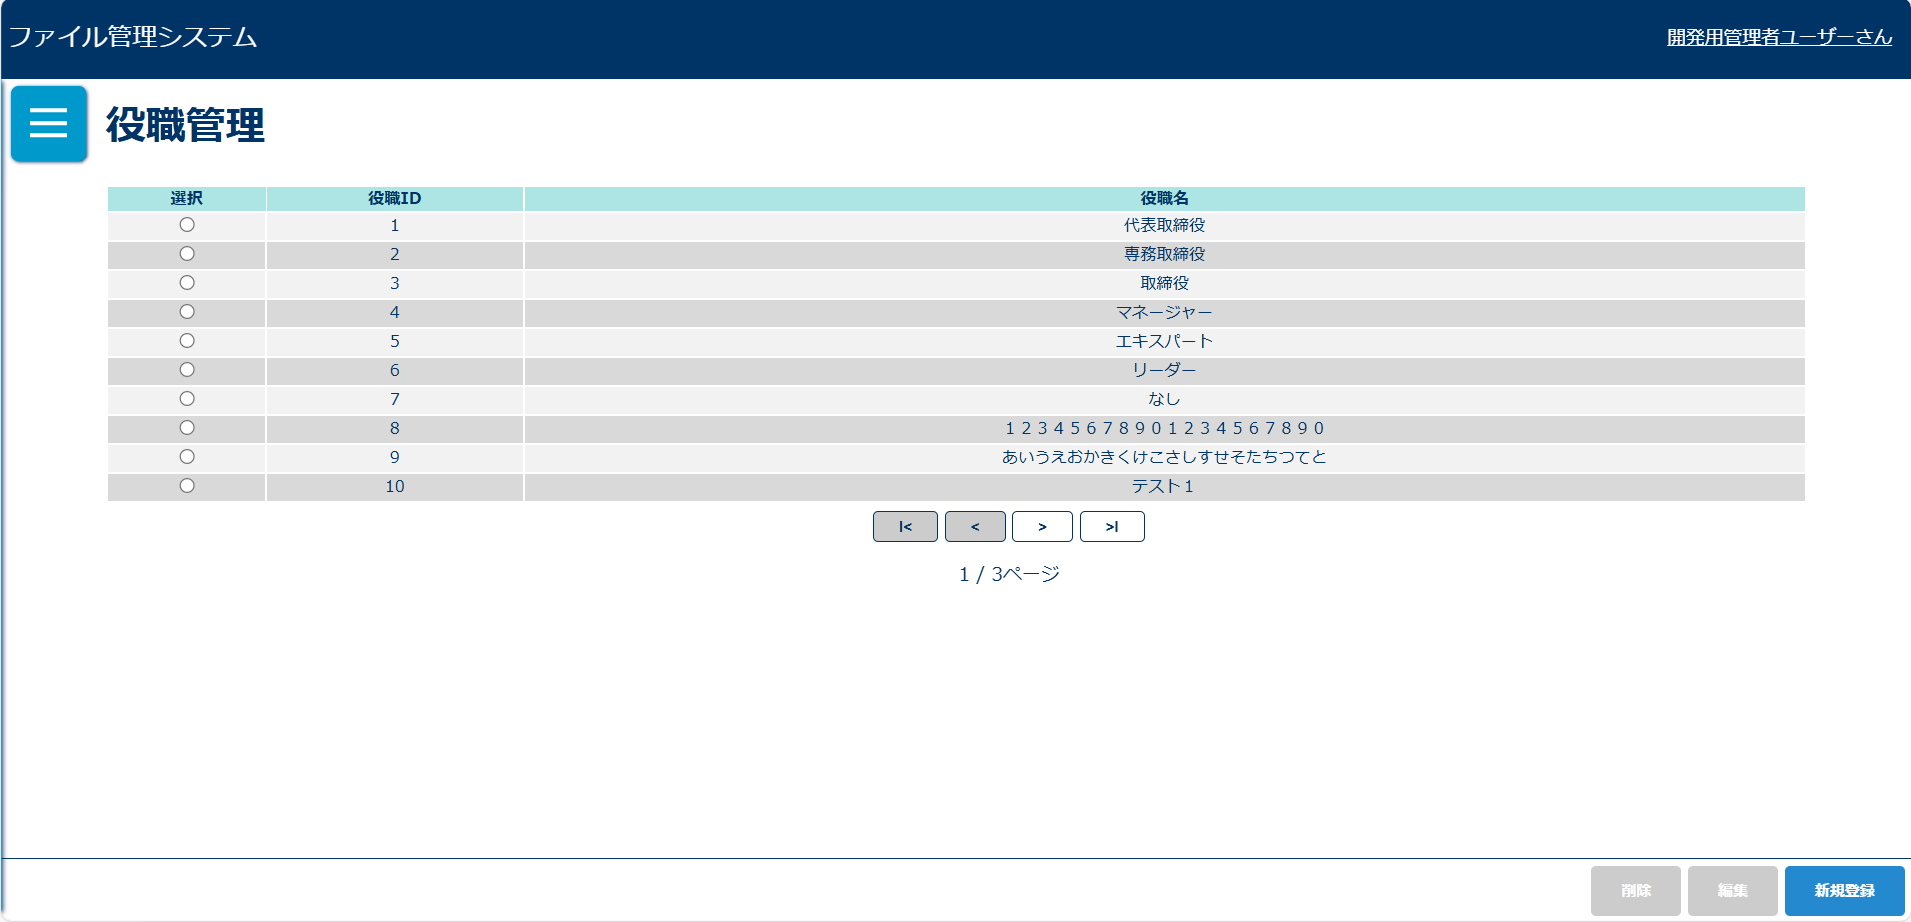 ファイル管理システム 開発用管理者ユーザーさん
役職管理
選択 役職ID 役職名
1 代表取締役
2 専務取締役
3 取締役
4 マネージャー
5 エキスパート
6 リーダー
7 なし
8 １２３４５６７８９０１２３４５６７８９０
9 あいうえおかきくけこさしすせそたちつてと
10 テスト１
|< < > >|
1 / 3ページ
削除 編集 新規登録